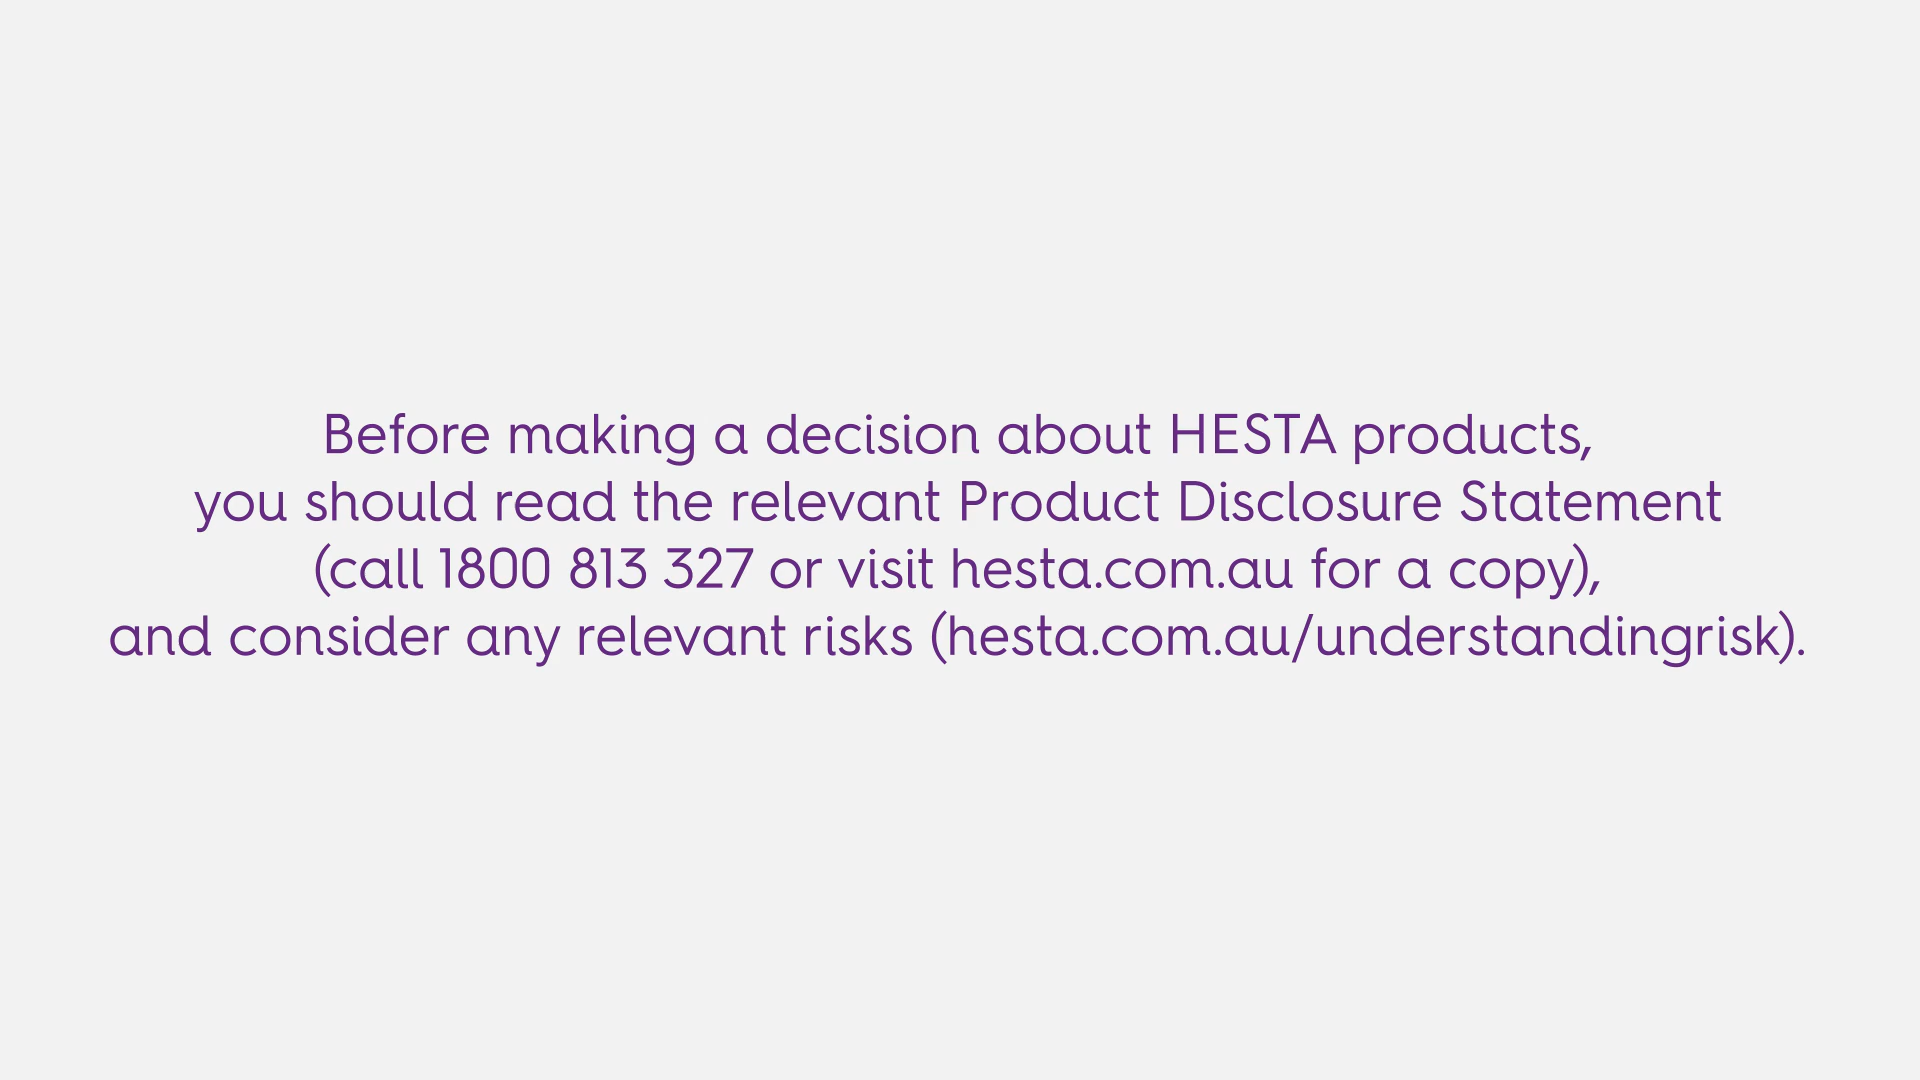 Before making a decision about HESTA products,
you should read the relevant Product Disclosure Statement
(call 1800 813 327 or visit hesta.com.au for a copy),
and consider any relevant risks (hesta.com.au/understandingrisk).